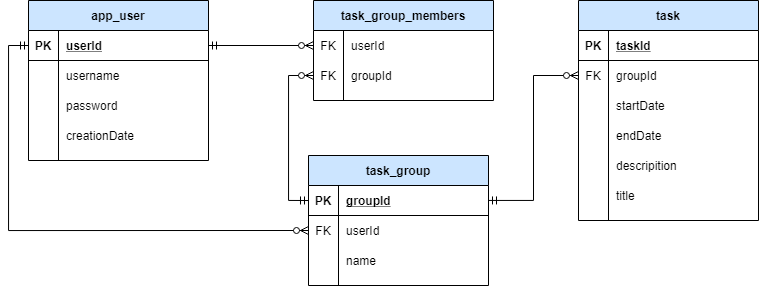 app_user
PK userId
username
password
creationDate
task_group_members
FK userId
FK groupId
task
PK taskId
FK groupId
startDate
endDate
descripition
title
task_group
PK groupId
FK userId
name